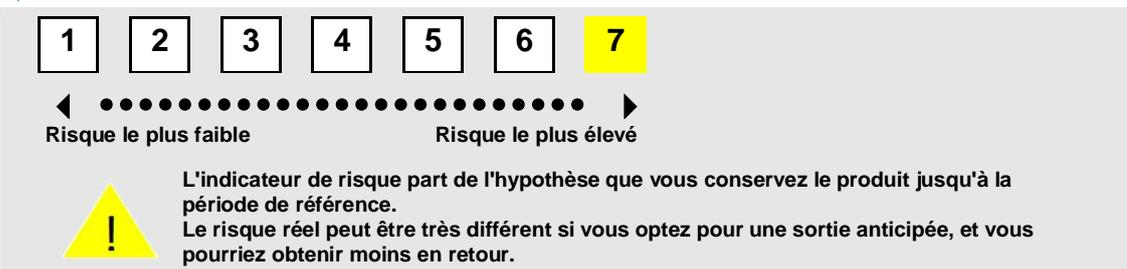 1 2 3 4 5 6 7
Risque le plus faible Risque le plus élevé
L'indicateur de risque part de l'hypothèse que vous conservez le produit jusqu'à la
période de référence.
Le risque réel peut être très différent si vous optez pour une sortie anticipée, et vous
pourriez obtenir moins en retour.
!